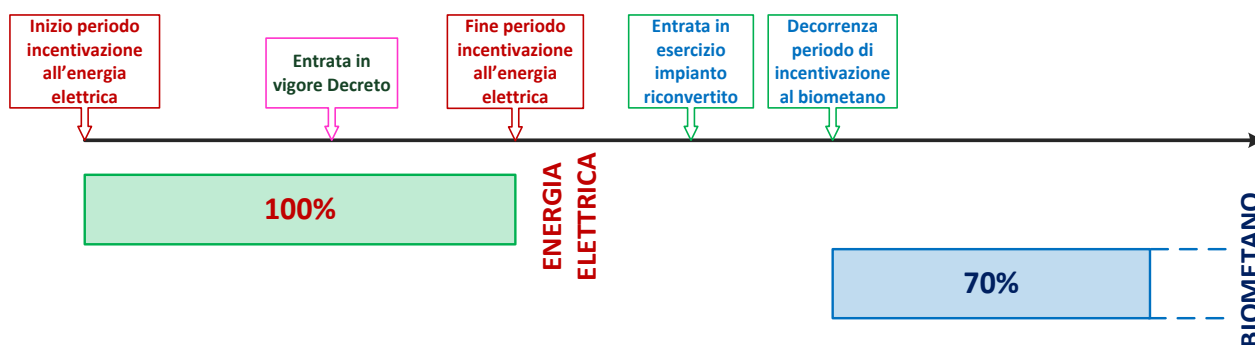 Inizio periodo
incentivazione
all'energia
elettrica
Entrata in
vigore Decreto
Fine periodo
incentivazione
all'energia
elettrica
Entrata in
esercizio
impianto
riconvertito
Decorrenza
periodo di
incentivazione
al biometano
100%
ENERGIA
ELETTRICA
70%
BIOMETANO